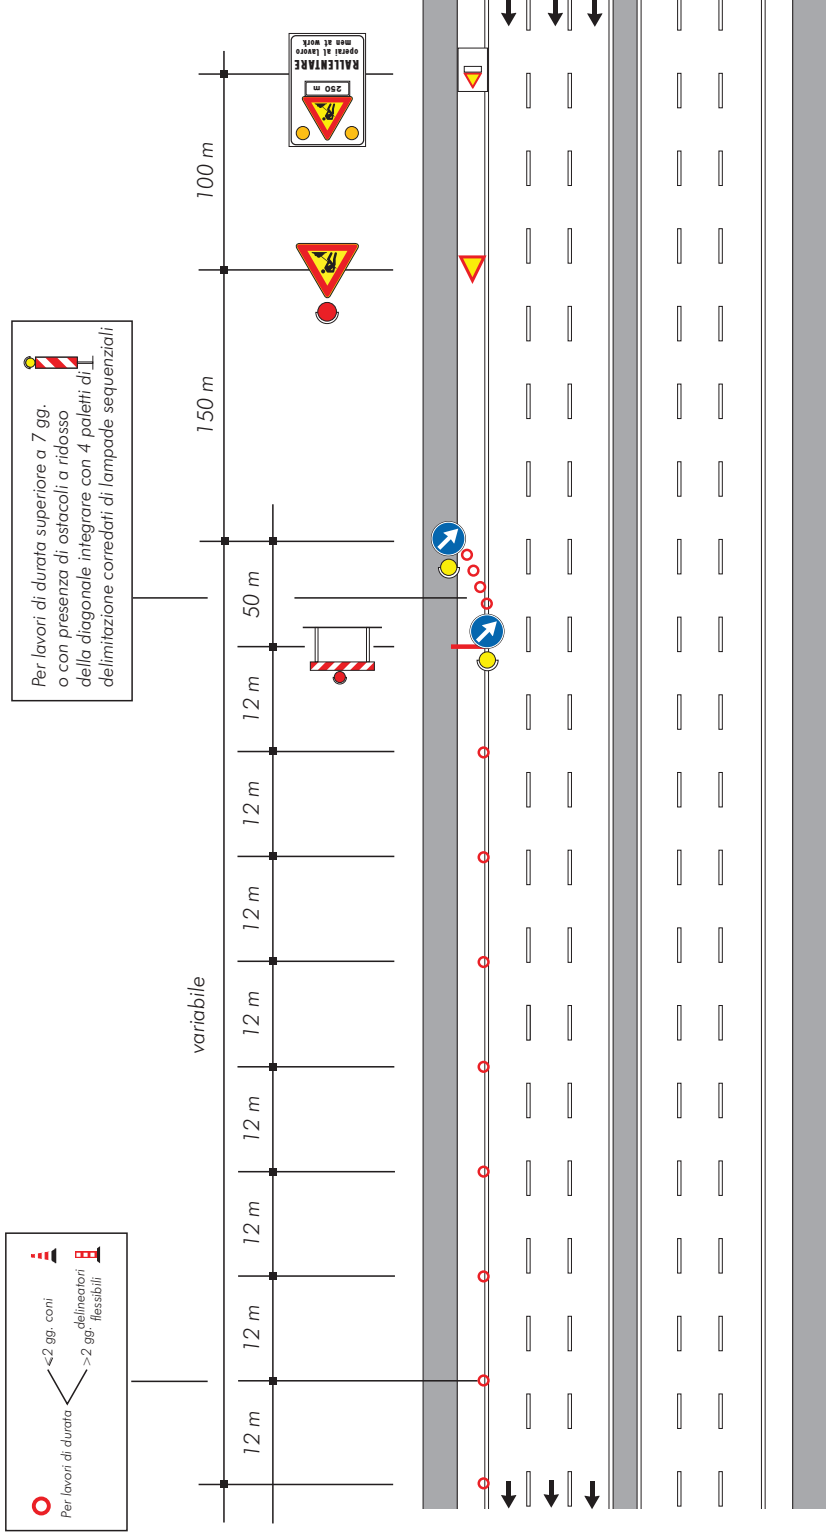 RALLENTARE
operai al lavoro
men at work
250 m
100 m
150 m
Per lavori di durata superiore a 7 gg.
o con presenza di ostacoli a ridosso
della diagonale integrare con 4 paletti di
delimitazione corredati di lampade sequenziali
50 m
12 m
12 m
12 m
12 m
12 m
12 m
12 m
12 m
variabile
Per lavori di durata
<2 gg. coni
>2 gg. delineatori
flessibili